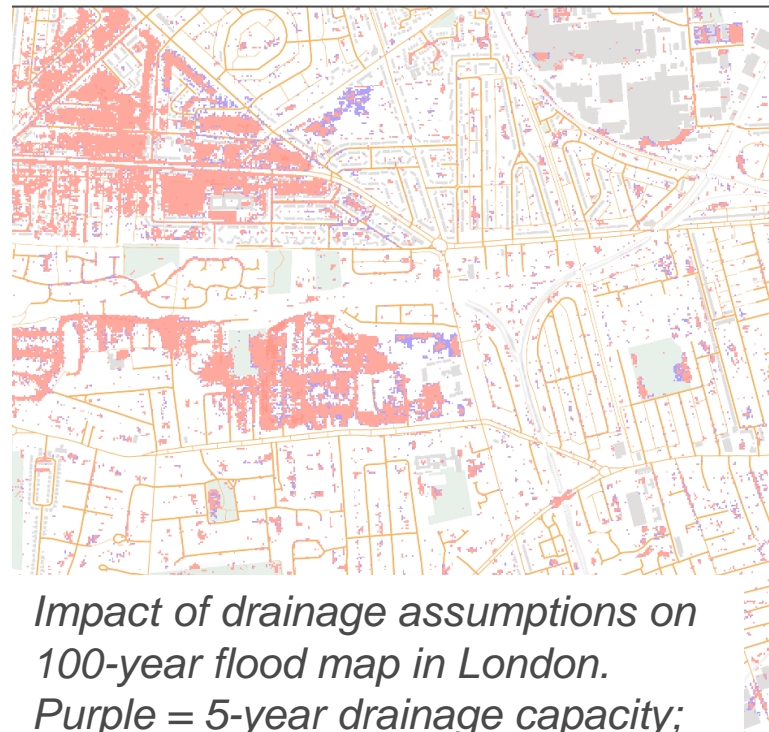 Impact of drainage assumptions on
100-year flood map in London.
Purple = 5-year drainage capacity;